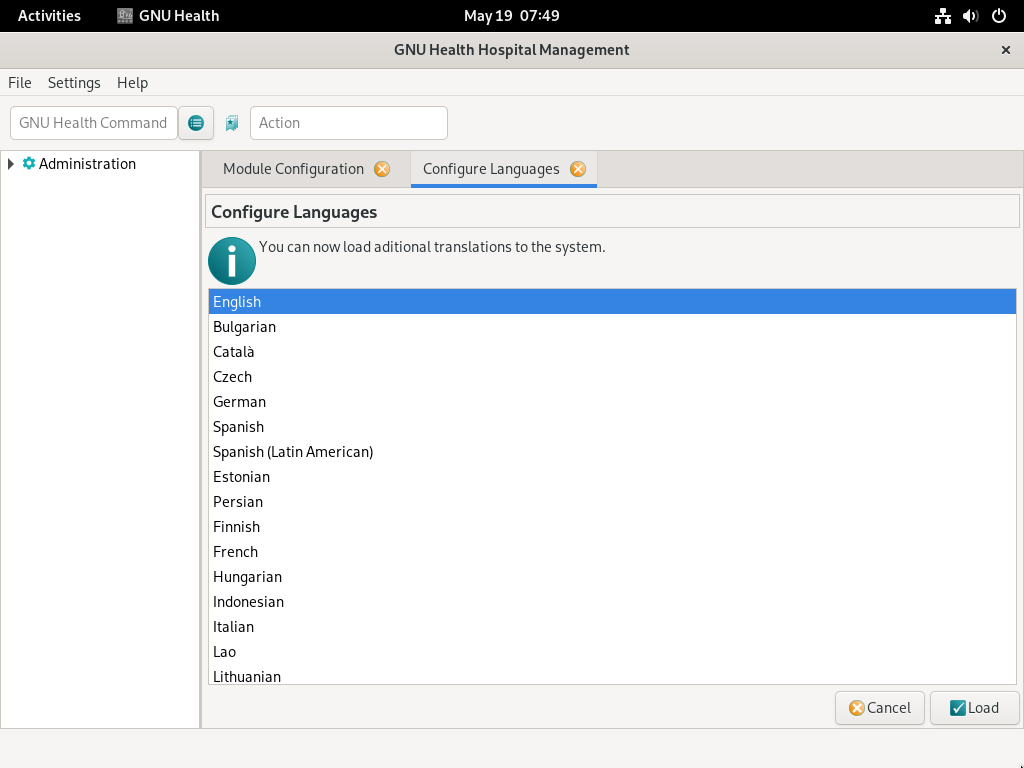 Activities GNU Health May 19 07:49
GNU Health Hospital Management
File Settings Help
GNU Health Command Action
Administration
Module Configuration Configure Languages
Configure Languages
You can now load aditional translations to the system.
English
Bulgarian
Català
Czech
German
Spanish
Spanish (Latin American)
Estonian
Persian
Finnish
French
Hungarian
Indonesian
Italian
Lao
Lithuanian
Cancel Load